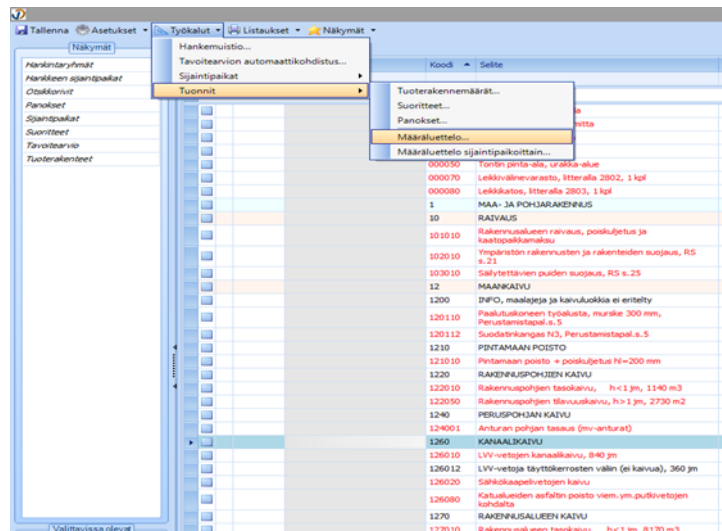 Tallenna Asetukset Työkalut Listaukset Näkymät
Näkymät
Hankintaryhmät
Hankkeen sijaintipaikat
Otsikkorivit
Panokset
Sijaintipaikat
Suoritteet
Tavoitearvio
Tuoterakenteet
Valittavissa olevat
Hankemuistio...
Tavoitearvion automaattikohdistus...
Sijaintipaikat
Tuonnit
Tuoterakennemäärät...
Suoritteet...
Panokset...
Määräluettelo...
Määräluettelo sijaintipaikoittain...
Koodi Selite
000050 Tontin pinta-ala, urakka-alue
000070 Leikkivälinevarasto, litteralla 2802, 1 kpl
000080 Leikkikatos, litteralla 2803, 1 kpl
1 MAA- JA POHJARAKENNUS
10 RAIVAUS
101010 Rakennusalueen raivaus, poiskuljetus ja
kaatopaikkamaksu
102010 Ympäristön rakennusten ja rakenteiden suojaus, RS
s.21
103010 Säilytettävien puiden suojaus, RS s.25
12 MAANKAIVU
1200 INFO, maalajeja ja kaivuluokkia ei eritelty
120110 Paalutuskoneen työalusta, murske 300 mm,
Perustamistapal.s.5
120112 Suodatinkangas N3, Perustamistapal.s.5
1210 PINTAMAAN POISTO
121010 Pintamaan poisto + poiskuljetus hl=200 mm
1220 RAKENNUSPOHJIEN KAIVU
122010 Rakennuspohjien tasokaivu, h<1 jm, 1140 m3
122050 Rakennuspohjien tilavuuskaivu, h>1 jm, 2730 m2
1240 PERUSPOHJAN KAIVU
124001 Anturan pohjan tasaus (mv-anturat)
1260 KANAALIKAIVU
126010 LVV-vetojen kanaalikaivu, 840 jm
126012 LVV-vetoja täyttökerrosten väliin (ei kaivua), 360 jm
126020 Sähkökaapelivetojen kaivu
126080 Katualueiden asfaltin poisto viem.ym.putkivetojen
kohdalta
1270 RAKENNUSALUEEN KAIVU
127010 Rakennusalueen tasokaivu, h<1 jm, 8170 m3